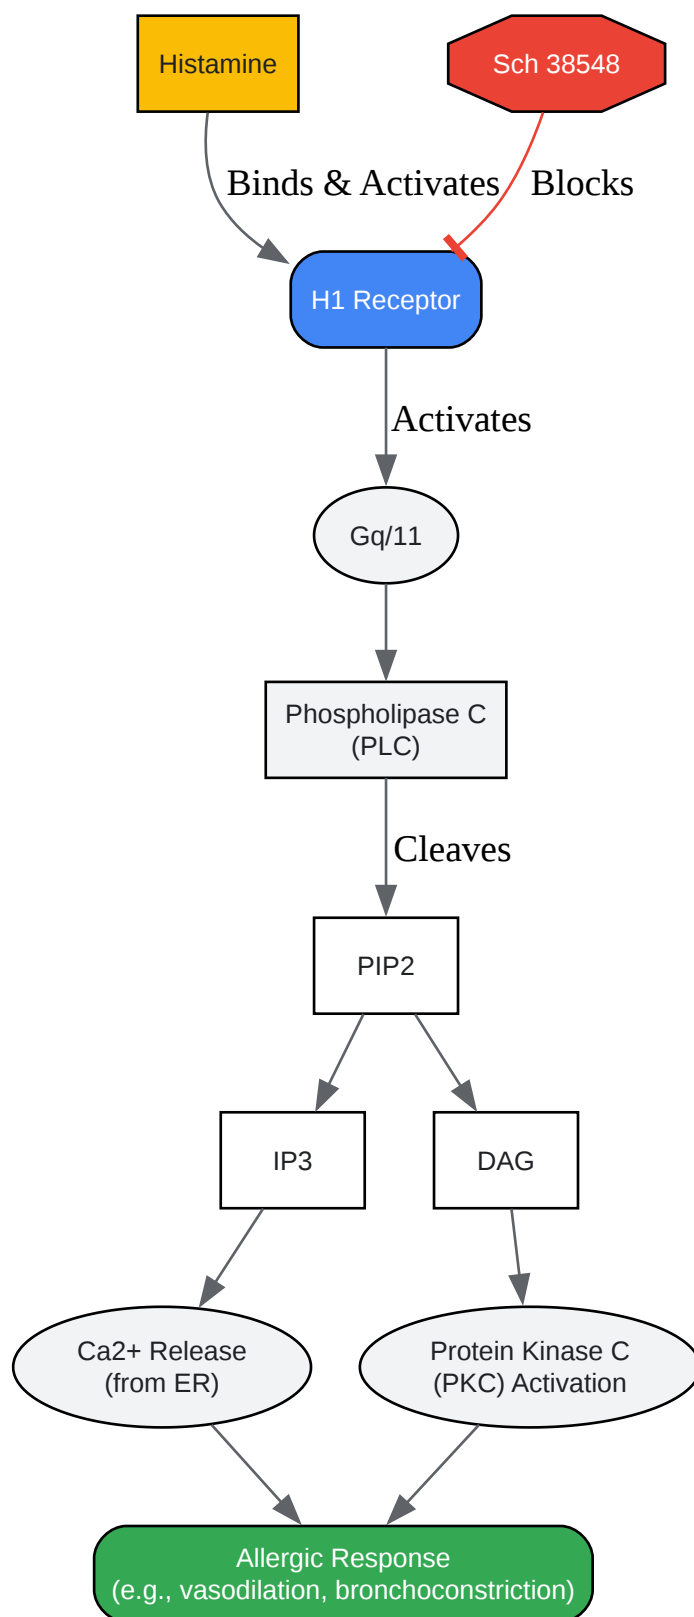 Histamine
Sch 38548
Binds & Activates
Blocks
H1 Receptor
Activates
Gq/11
Phospholipase C
(PLC)
Cleaves
PIP2
IP3
DAG
Ca2+ Release
(from ER)
Protein Kinase C
(PKC) Activation
Allergic Response
(e.g., vasodilation, bronchoconstriction)